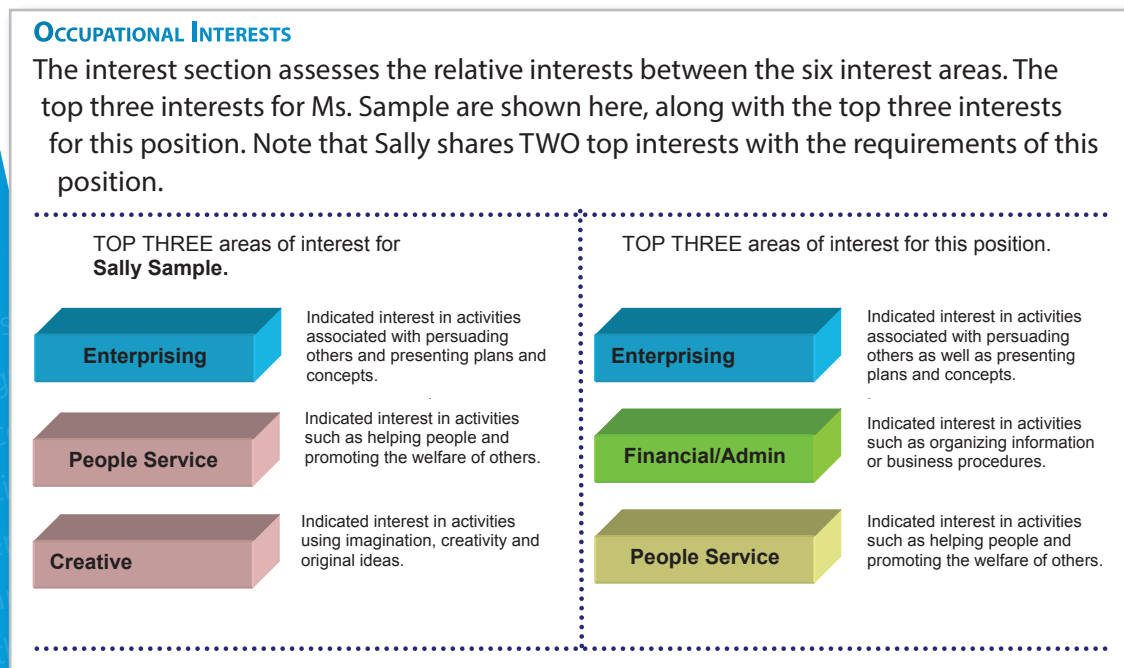 OCCUPATIONAL INTERESTS
The interest section assesses the relative interests between the six interest areas. The
top three interests for Ms. Sample are shown here, along with the top three interests
for this position. Note that Sally shares TWO top interests with the requirements of this
position.
TOP THREE areas of interest for
Sally Sample.
Enterprising
Indicated interest in activities
associated with persuading
others and presenting plans and
concepts.
People Service
Indicated interest in activities
such as helping people and
promoting the welfare of others.
Creative
Indicated interest in activities
using imagination, creativity and
original ideas.
TOP THREE areas of interest for this position.
Enterprising
Indicated interest in activities
associated with persuading
others as well as presenting
plans and concepts.
Financial/Admin
Indicated interest in activities
such as organizing information
or business procedures.
People Service
Indicated interest in activities
such as helping people and
promoting the welfare of others.